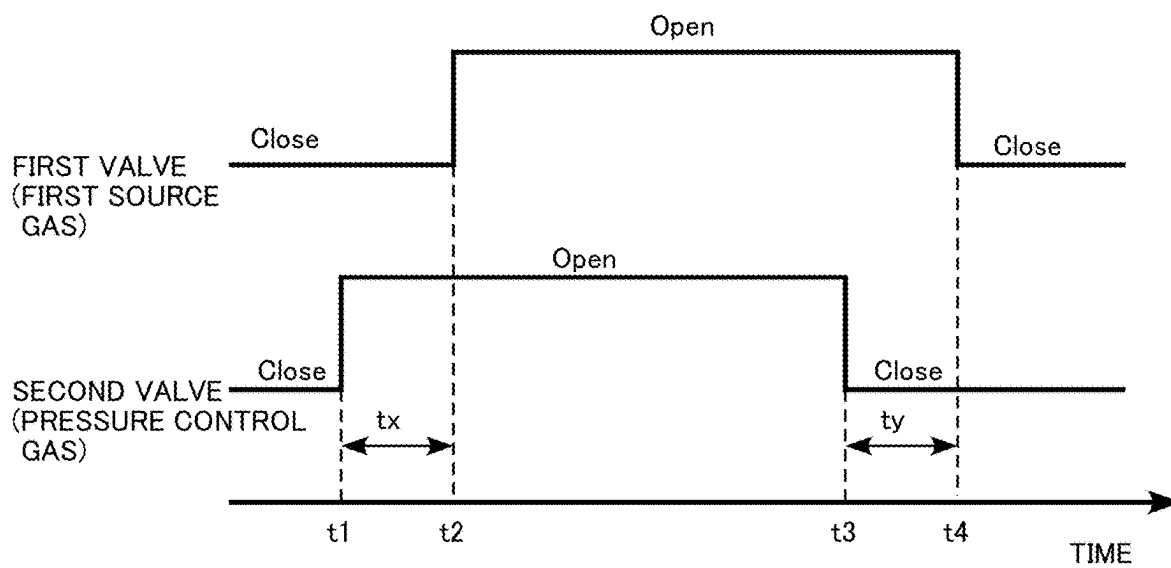 Open
Close
Close
FIRST VALVE
(FIRST SOURCE
GAS)
Open
Close
Close
SECOND VALVE
(PRESSURE CONTROL
GAS)
tx
ty
t1
t2
t3
t4
TIME